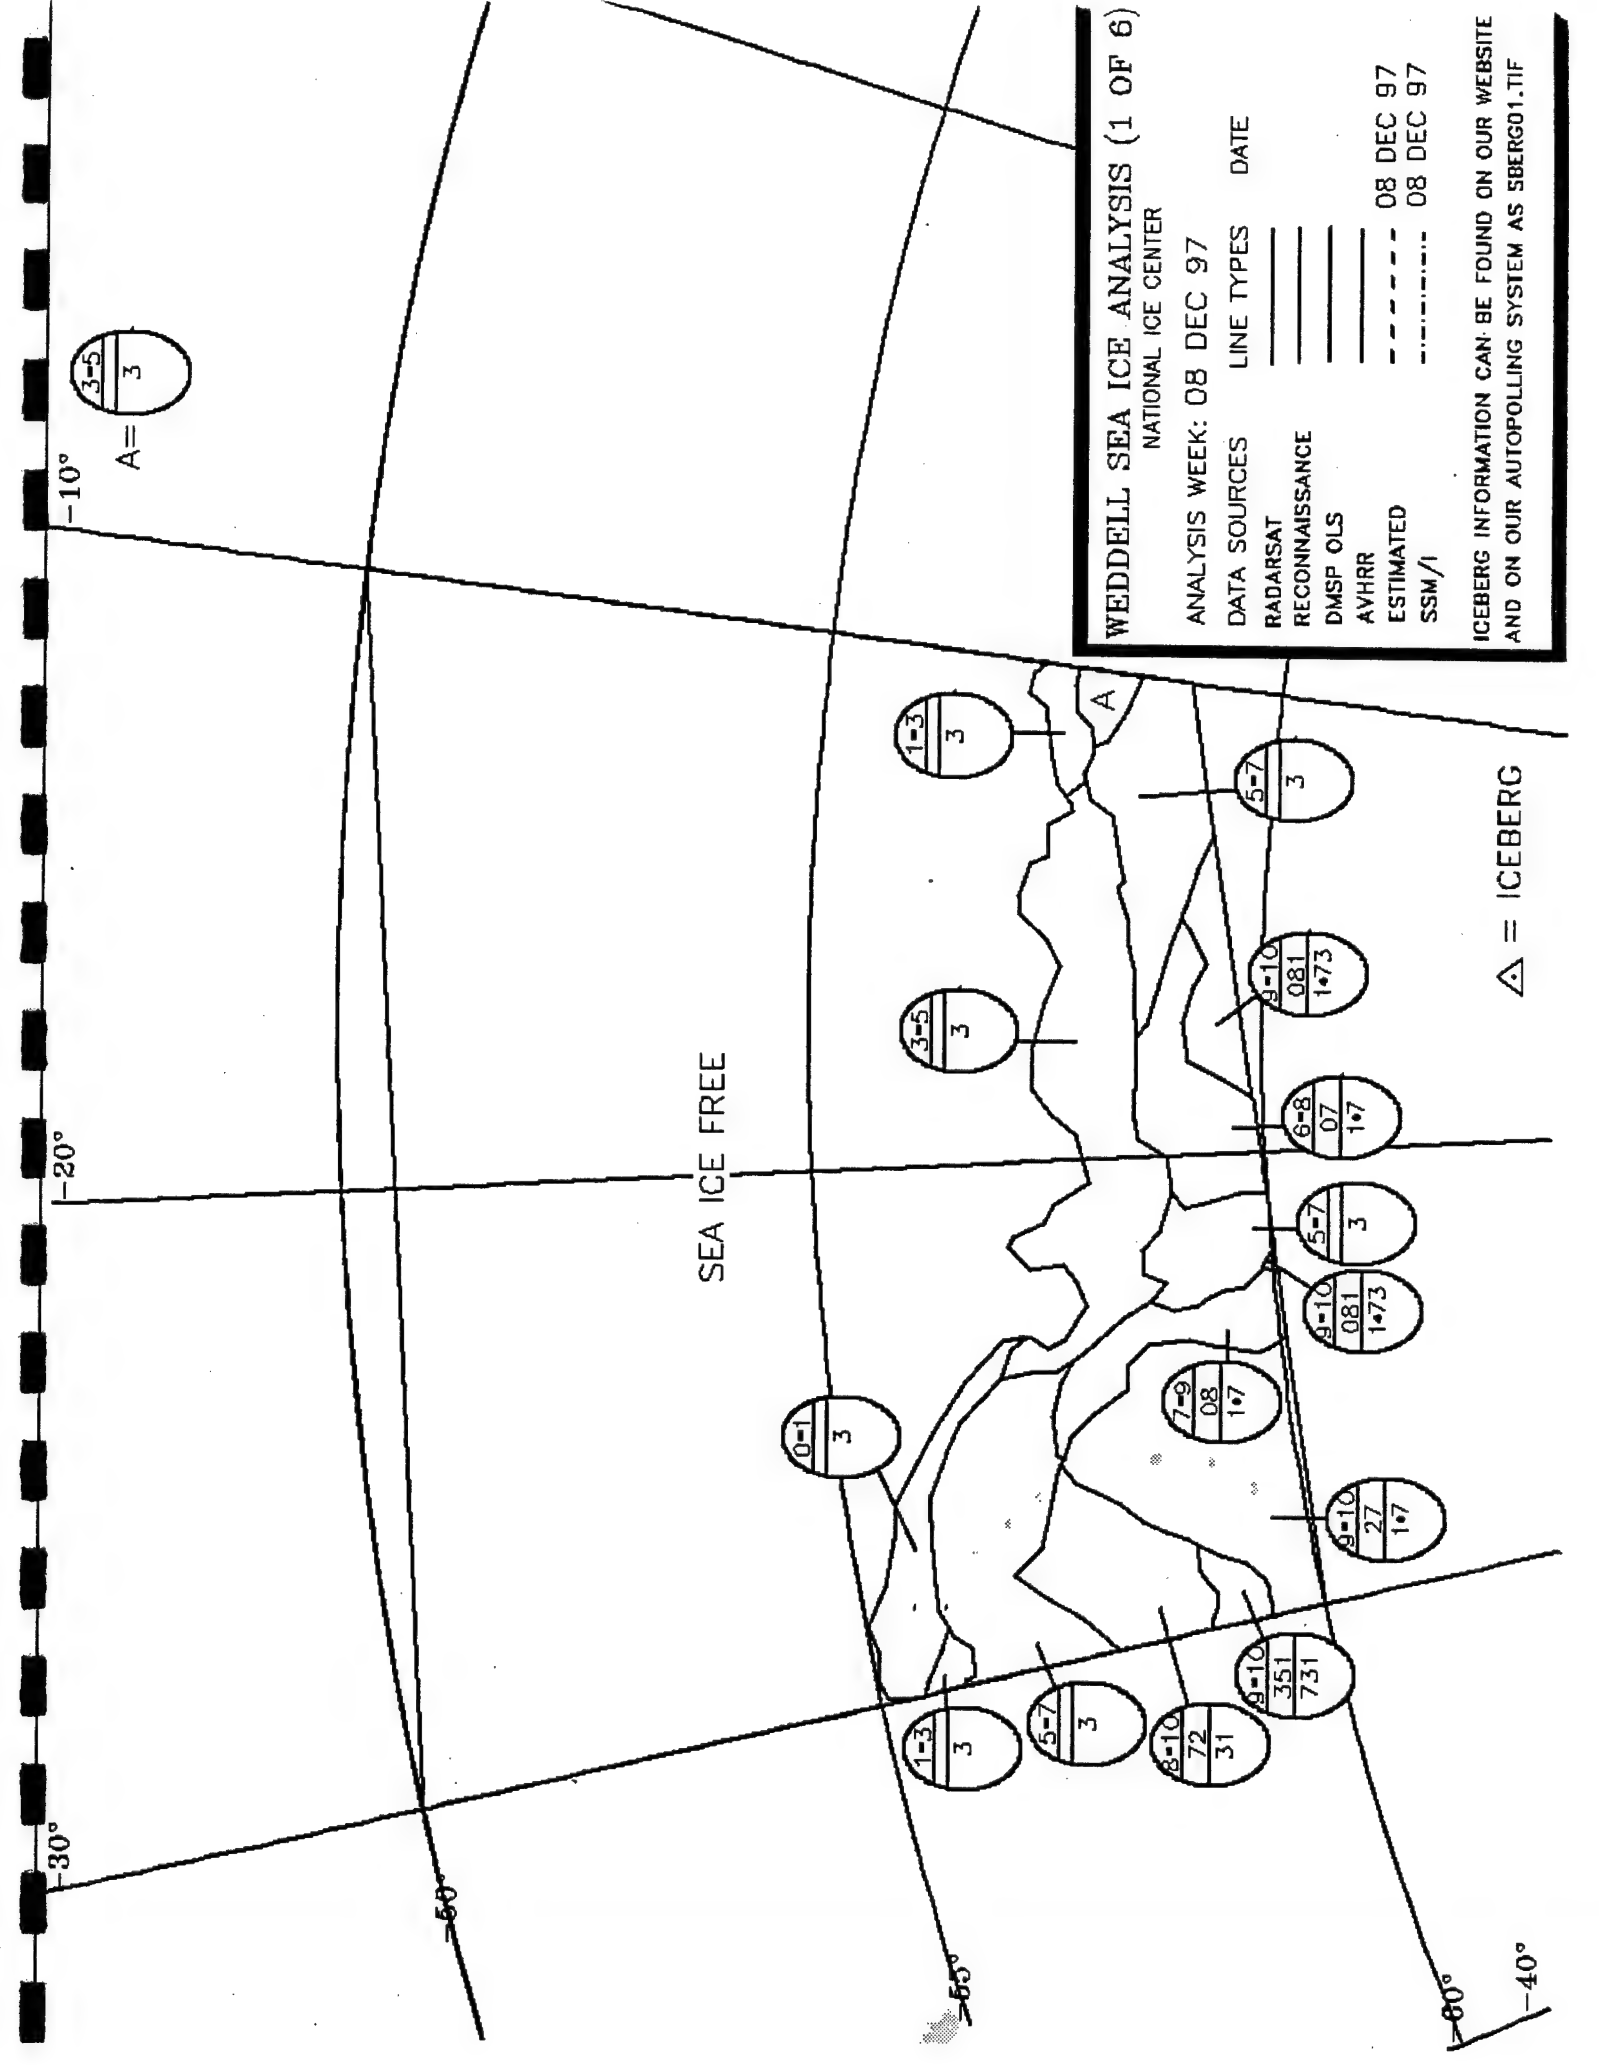 -30°
-20°
-10°
A=
3-5
3
-50°
SEA ICE FREE
-55°
0-1
3
3-5
3
1-3
3
1-3
3
5-7
3
8-10
72
31
9-10
351
731
9-10
27
1•7
7-9
08
1•7
9-10
081
1•73
5-7
3
6-8
07
1•7
9-10
081
1•73
5-7
3
A
-60°
-40°
△ = ICEBERG
WEDDELL SEA ICE ANALYSIS (1 OF 6)
NATIONAL ICE CENTER
ANALYSIS WEEK: 08 DEC 97
DATA SOURCES LINE TYPES DATE
RADARSAT
RECONNAISSANCE
DMSP OLS
AVHRR
ESTIMATED 08 DEC 97
SSM/I 08 DEC 97
ICEBERG INFORMATION CAN BE FOUND ON OUR WEBSITE
AND ON OUR AUTOPOLLING SYSTEM AS SBERG01.TIF